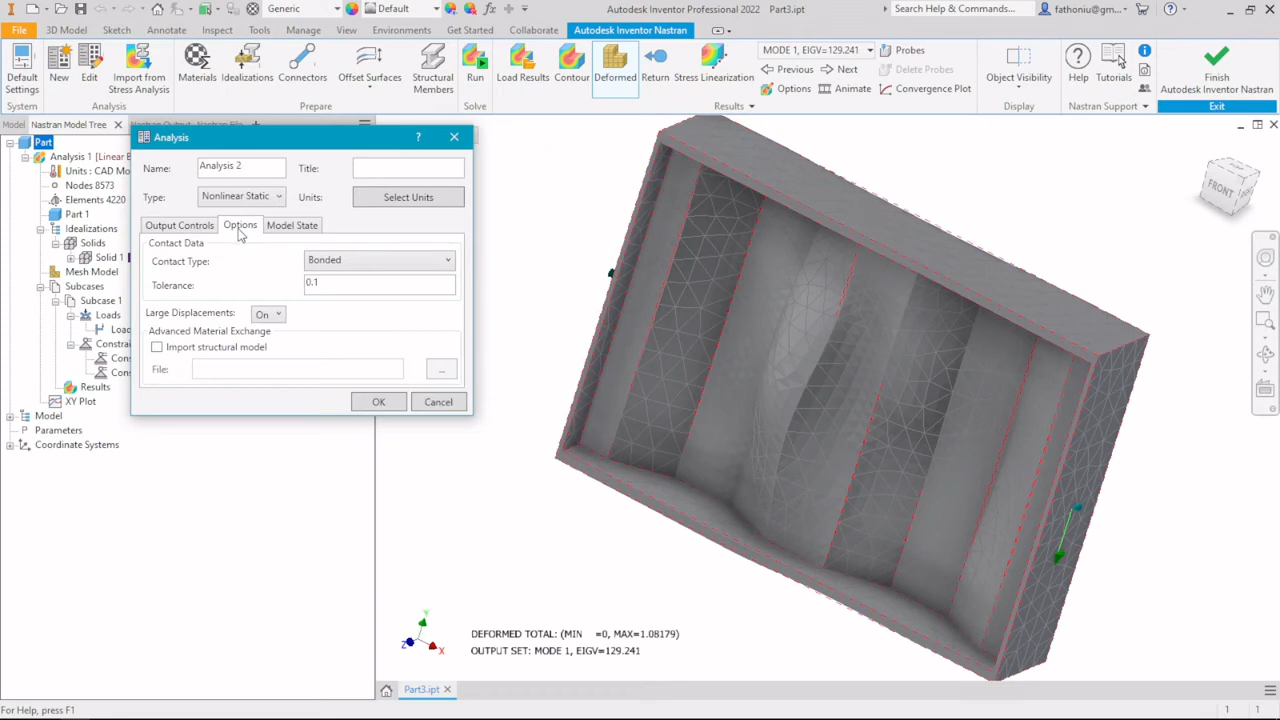 Generic
Default
Autodesk Inventor Professional 2022 Part3.ipt
Search Help & Commands...
fathoniu@gm...
File
3D Model
Sketch
Annotate
Inspect
Tools
Manage
View
Environments
Get Started
Collaborate
Autodesk Inventor Nastran
Default Settings
New
Edit
Import from Stress Analysis
Materials
Idealizations
Connectors
Offset Surfaces
Structural Members
Run
Load Results
Contour
Deformed
Return
Stress Linearization
MODE 1, EIGV=129.241
Probes
Previous
Next
Delete Probes
Options
Animate
Convergence Plot
Object Visibility
Help
Tutorials
Finish
Autodesk Inventor Nastran
System
Analysis
Prepare
Solve
Results
Display
Nastran Support
Exit
Model
Nastran Model Tree
Part
Analysis 1 [Linear B
Units : CAD Mo
Nodes 8573
Elements 4220
Part 1
Idealizations
Solids
Solid 1
Mesh Model
Subcases
Subcase 1
Loads
Loa
Constrai
Cons
Cons
Results
XY Plot
Model
Parameters
Coordinate Systems
Analysis
?
Name:
Analysis 2
Title:
Type:
Nonlinear Static
Units:
Select Units
Output Controls
Options
Model State
Contact Data
Contact Type:
Bonded
Tolerance:
0.1
Large Displacements:
On
Advanced Material Exchange
Import structural model
File:
...
OK
Cancel
FRONT
Y
Z
X
DEFORMED TOTAL: (MIN =0, MAX=1.08179)
OUTPUT SET: MODE 1, EIGV=129.241
Part3.ipt
For Help, press F1
1
1